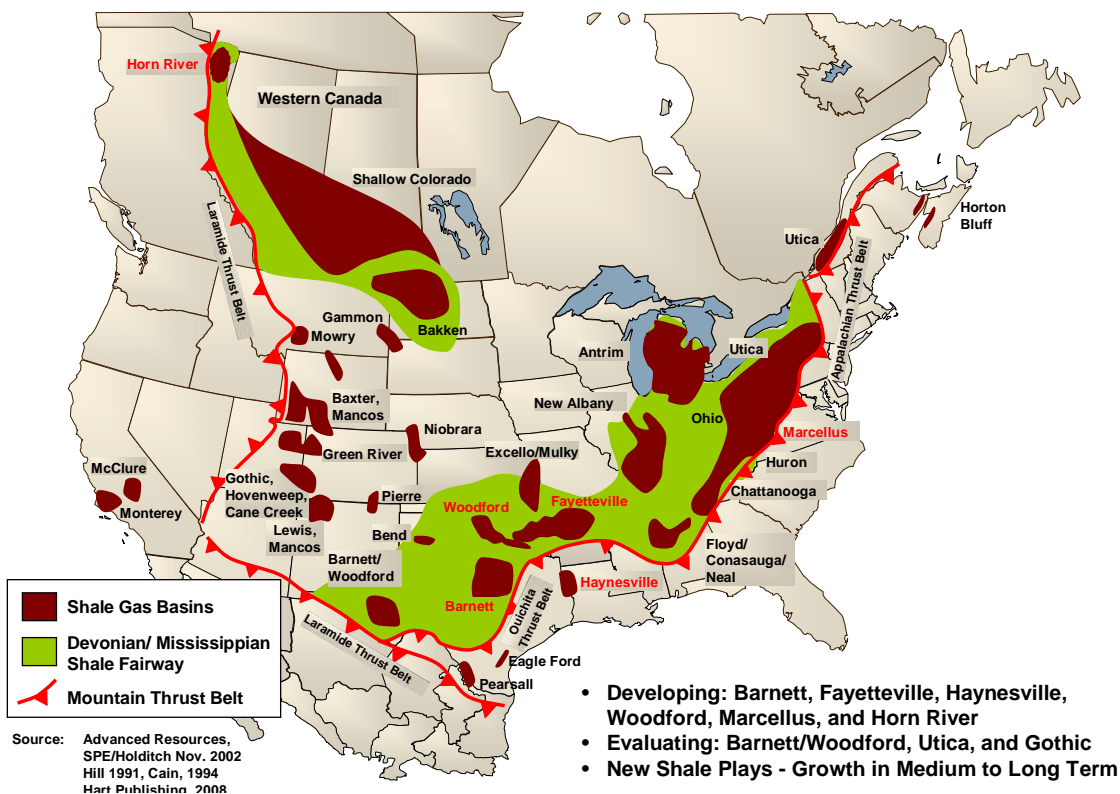 Horn River
Western Canada
Shallow Colorado
Laramide Thrust Belt
Horton
Bluff
Utica
Appalachian Thrust Belt
Gammon
Mowry
Bakken
Antrim
Utica
Baxter,
Mancos
New Albany
Ohio
Niobrara
Marcellus
Green River
Excello/Mulky
Huron
McClure
Gothic,
Hovenweep,
Cane Creek
Pierre
Woodford
Fayetteville
Chattanooga
Monterey
Lewis,
Mancos
Bend
Floyd/
Conasauga/
Neal
Barnett/
Woodford
Haynesville
Barnett
Ouichita
Thrust Belt
Laramide Thrust Belt
Eagle Ford
Pearsall
Shale Gas Basins
Devonian/ Mississippian
Shale Fairway
Mountain Thrust Belt
Source: Advanced Resources,
SPE/Holditch Nov. 2002
Hill 1991, Cain, 1994
Hart Publishing, 2008
• Developing: Barnett, Fayetteville, Haynesville,
Woodford, Marcellus, and Horn River
• Evaluating: Barnett/Woodford, Utica, and Gothic
• New Shale Plays - Growth in Medium to Long Term